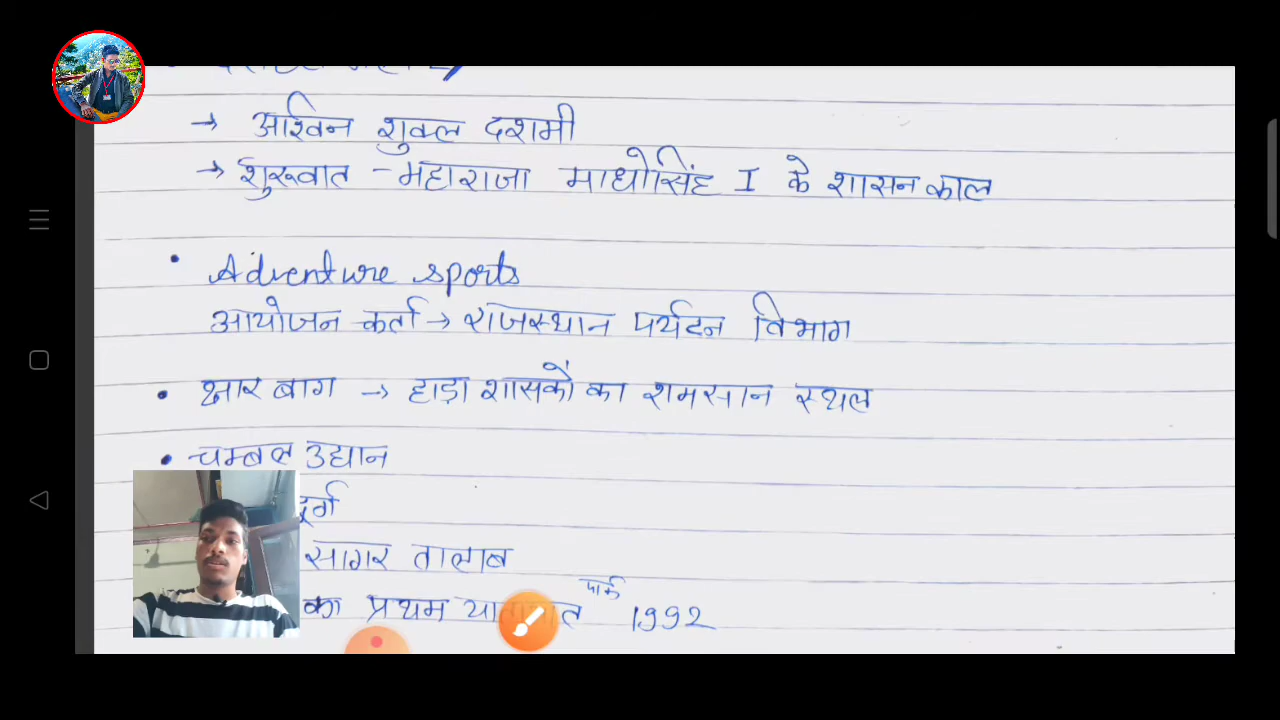 → अश्विन शुक्ल दशमी
→ शुरूवात - महाराजा माधोसिंह I के शासन काल
• Adventure sports
आयोजन कर्ता → राजस्थान पर्यटन विभाग
• क्षार बाग → हाड़ा शासकों का शमसान स्थल
• चम्बल उद्यान
दूर्ग
सागर तालाब
पार्क
का प्रथम 1992